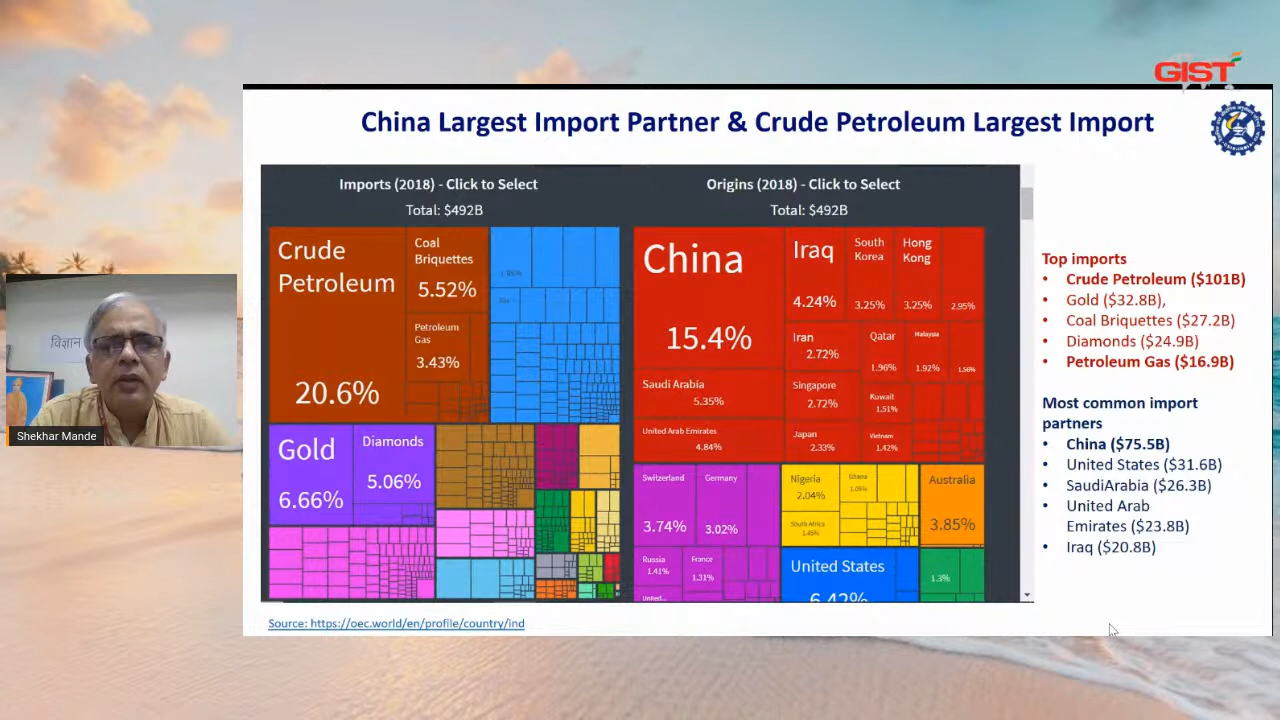 GIST
China Largest Import Partner & Crude Petroleum Largest Import
Imports (2018) - Click to Select
Total: $492B
Crude
Petroleum
20.6%
Coal
Briquettes
5.52%
Petroleum
Gas
3.43%
Gold
6.66%
Diamonds
5.06%
Origins (2018) - Click to Select
Total: $492B
China
15.4%
Iraq
4.24%
South
Korea
3.25%
Hong
Kong
3.25%
2.95%
Iran
2.72%
Qatar
1.96%
Malaysia
1.92%
1.56%
Saudi Arabia
5.35%
Singapore
2.72%
Kuwait
1.51%
United Arab Emirates
4.84%
Japan
2.33%
Vietnam
1.42%
Switzerland
3.74%
Germany
3.02%
Nigeria
2.04%
Ghana
South Africa
Australia
3.85%
Russia
1.41%
France
1.31%
United...
United States
6.42%
1.3%
Top imports
• Crude Petroleum ($101B)
• Gold ($32.8B),
• Coal Briquettes ($27.2B)
• Diamonds ($24.9B)
• Petroleum Gas ($16.9B)
Most common import
partners
• China ($75.5B)
• United States ($31.6B)
• SaudiArabia ($26.3B)
• United Arab
Emirates ($23.8B)
• Iraq ($20.8B)
विज्ञान
Shekhar Mande
Source: https://oec.world/en/profile/country/ind